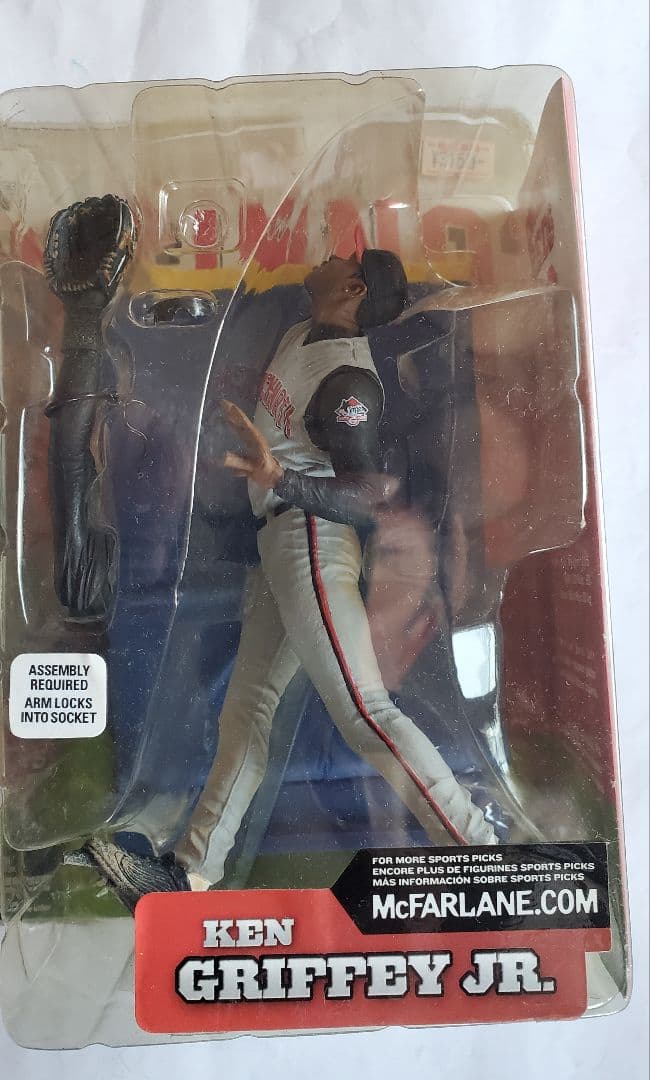 ¥3150-
ASSEMBLY
REQUIRED
ARM LOCKS
INTO SOCKET
FOR MORE SPORTS PICKS
ENCORE PLUS DE FIGURINES SPORTS PICKS
MÁS INFORMACIÓN SOBRE SPORTS PICKS
McFARLANE.COM
KEN
GRIFFEY JR.